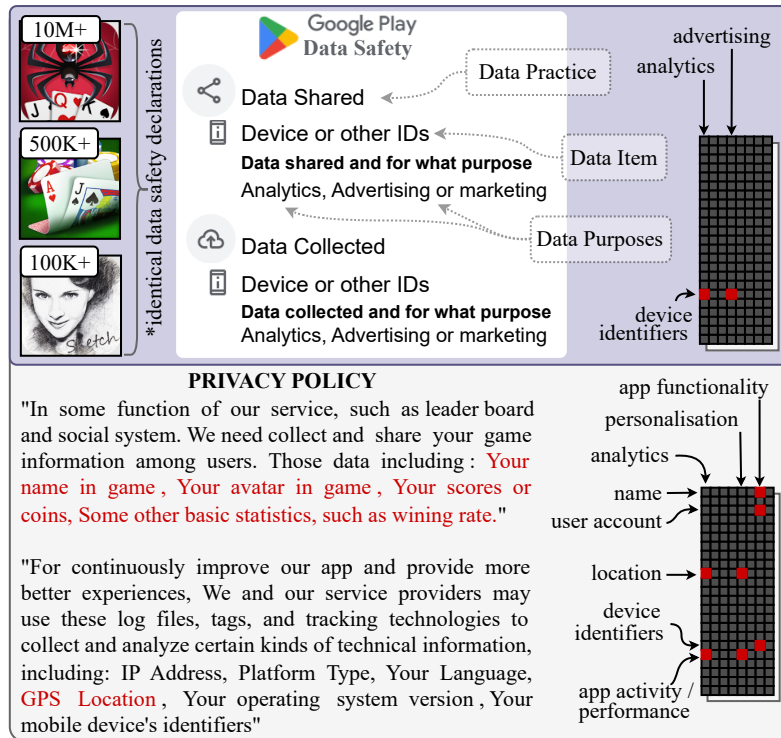 10M+
500K+
100K+
*identical data safety declarations
Google Play
Data Safety
Data Shared
Device or other IDs
Data shared and for what purpose
Analytics, Advertising or marketing
Data Collected
Device or other IDs
Data collected and for what purpose
Analytics, Advertising or marketing
Data Practice
Data Item
Data Purposes
advertising
analytics
device
identifiers
J Q K
A J
Sketch
PRIVACY POLICY
"In some function of our service, such as leader board
and social system. We need collect and share your game
information among users. Those data including : Your
name in game , Your avatar in game , Your scores or
coins, Some other basic statistics, such as wining rate."
"For continuously improve our app and provide more
better experiences, We and our service providers may
use these log files, tags, and tracking technologies to
collect and analyze certain kinds of technical information,
including: IP Address, Platform Type, Your Language,
GPS Location , Your operating system version , Your
mobile device's identifiers"
app functionality
personalisation
analytics
name
user account
location
device
identifiers
app activity /
performance